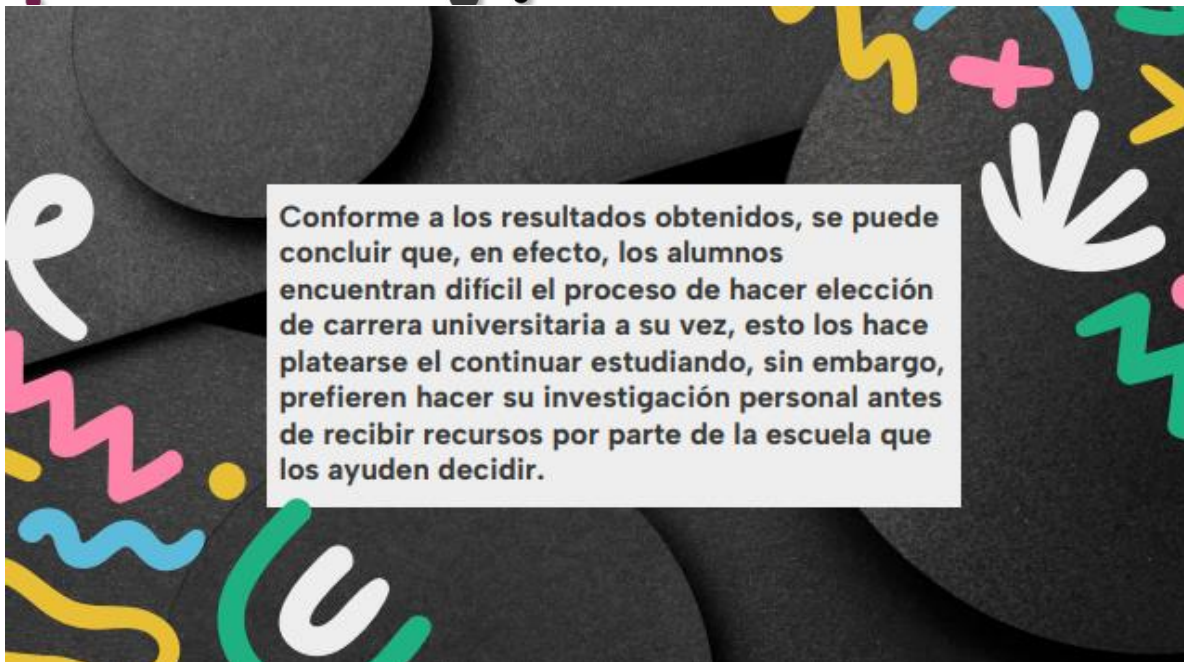 Conforme a los resultados obtenidos, se puede
concluir que, en efecto, los alumnos
encuentran difícil el proceso de hacer elección
de carrera universitaria a su vez, esto los hace
platearse el continuar estudiando, sin embargo,
prefieren hacer su investigación personal antes
de recibir recursos por parte de la escuela que
los ayuden decidir.